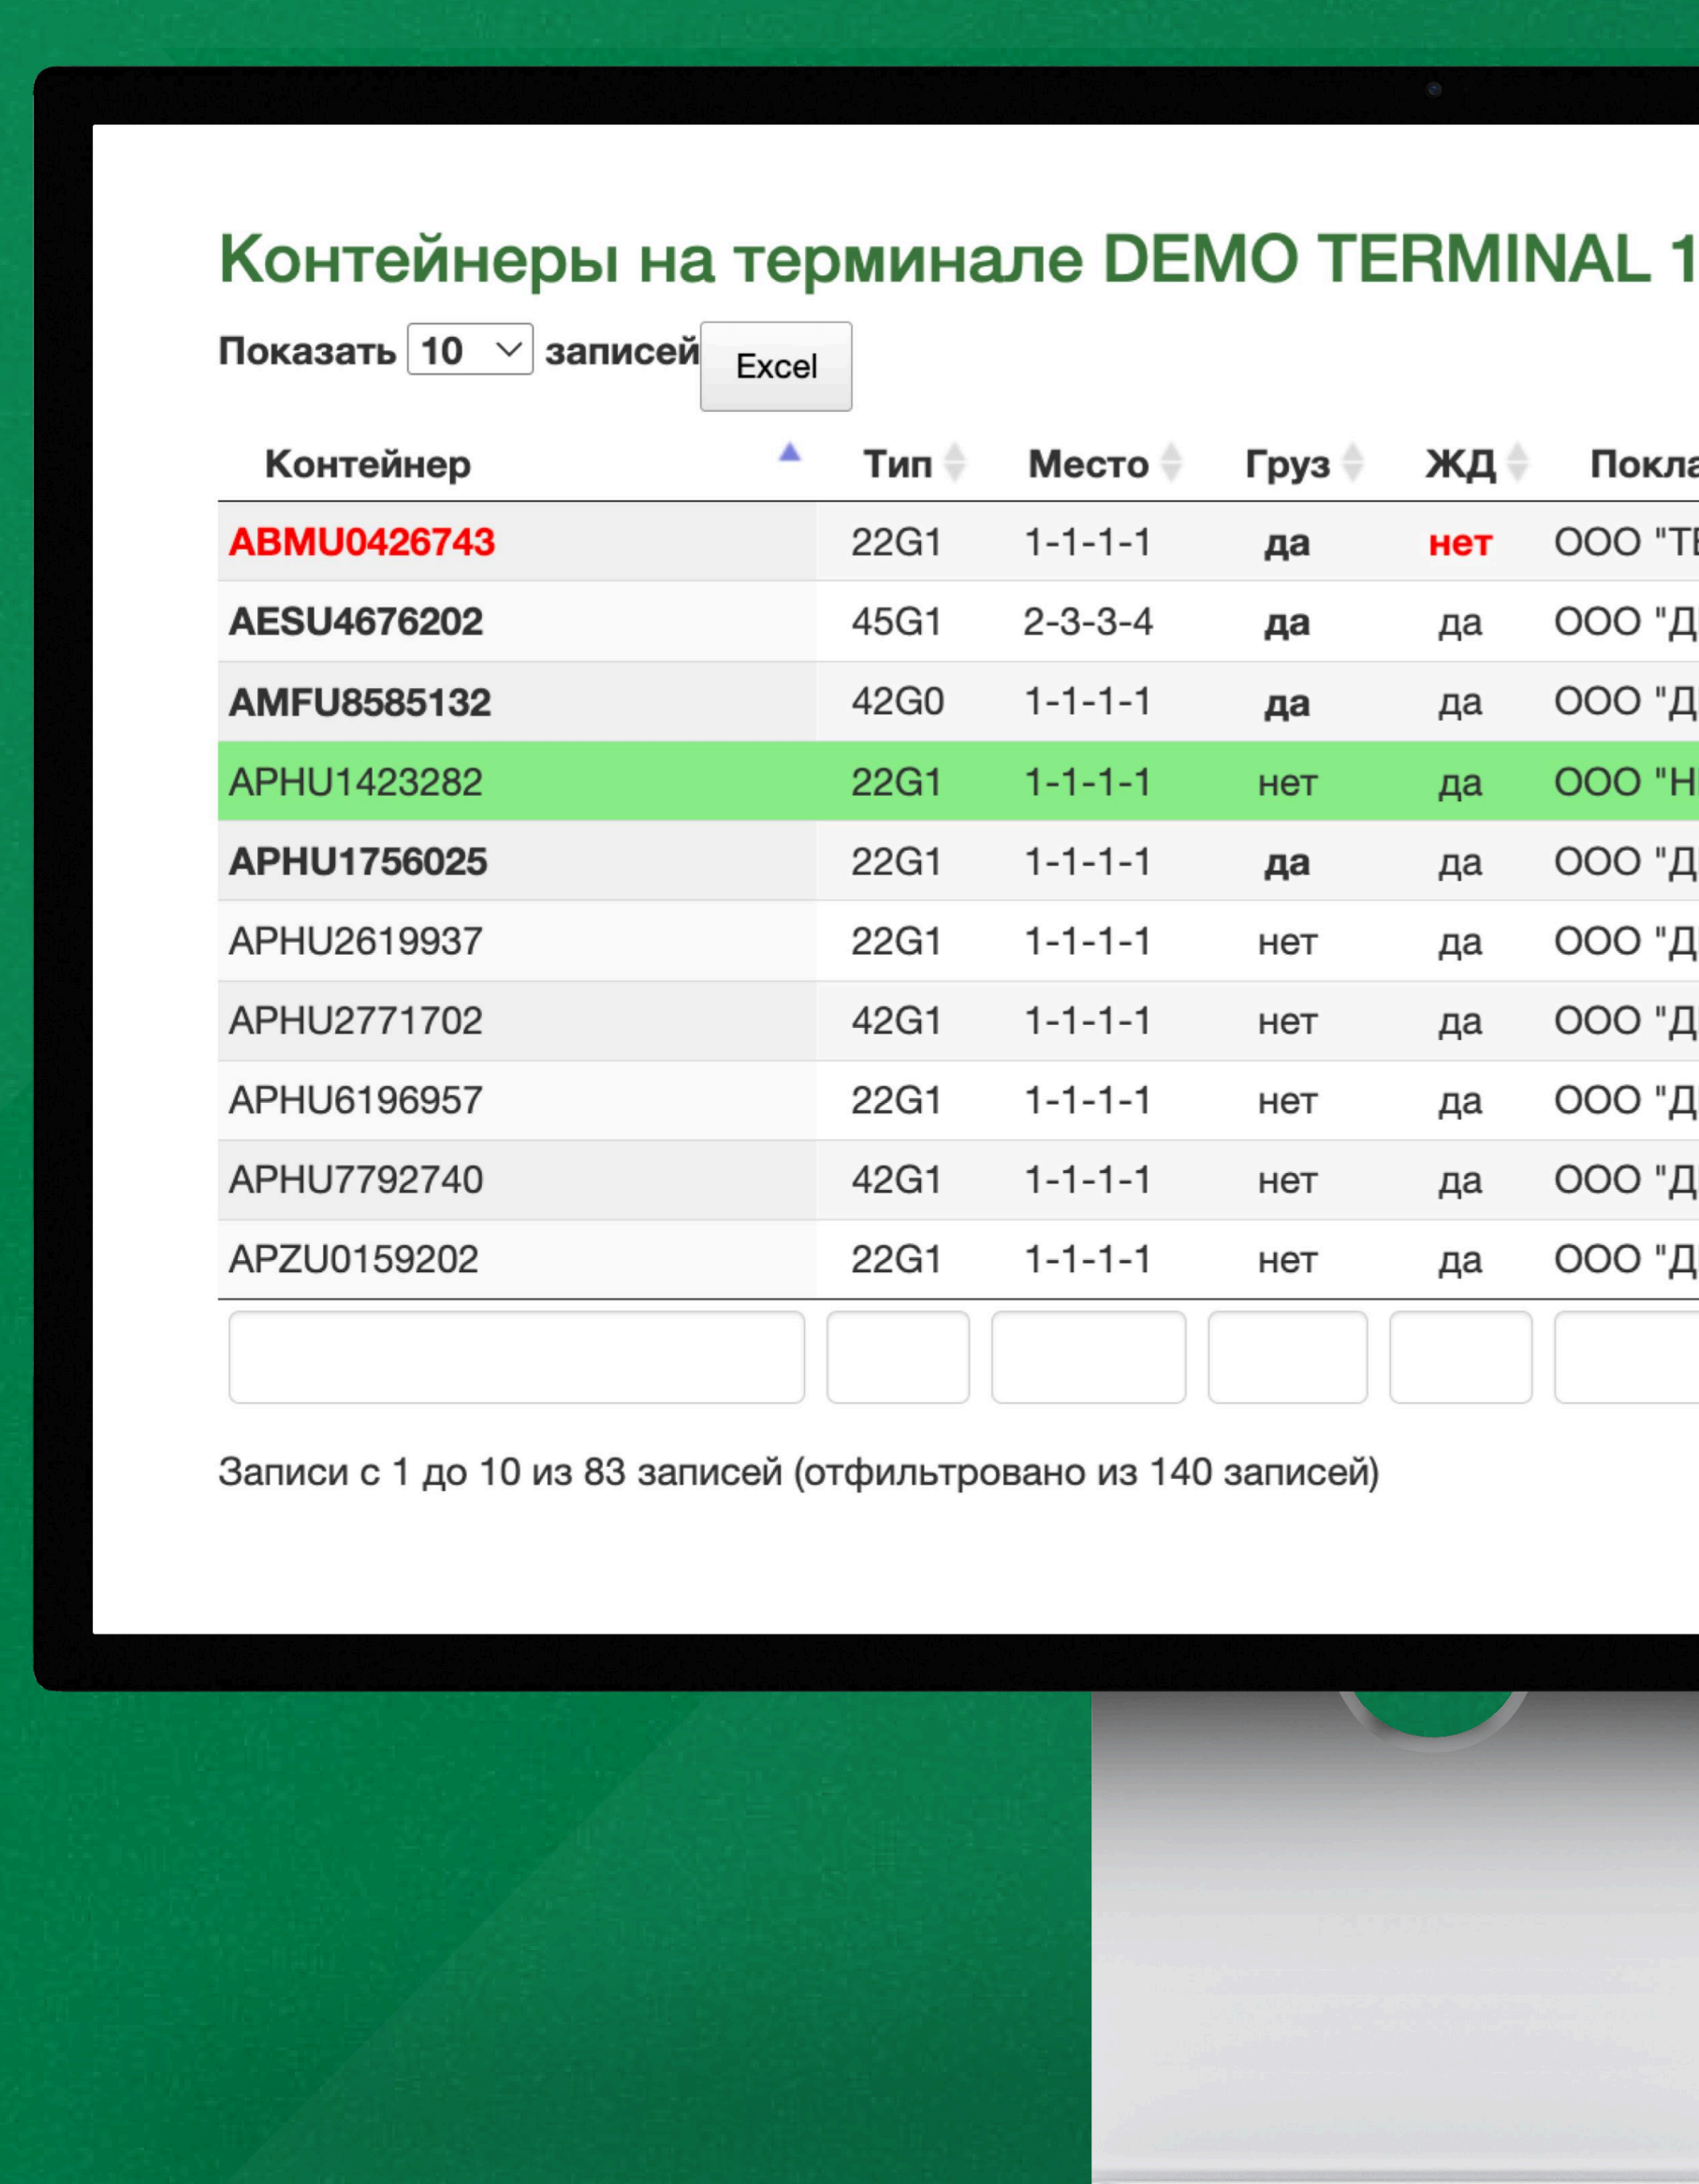 Контейнеры на терминале DEMO TERMINAL 1
Показать 10 записей Excel
Контейнер Тип Место Груз ЖД
ABMU0426743 22G1 1-1-1-1 да нет ООО
AESU4676202 45G1 2-3-3-4 да да ООО
AMFU8585132 42G0 1-1-1-1 да да ООО
APHU1423282 22G1 1-1-1-1 нет да ООО
APHU1756025 22G1 1-1-1-1 да да ООО
APHU2619937 22G1 1-1-1-1 нет да ООО
APHU2771702 42G1 1-1-1-1 нет да ООО
APHU6196957 22G1 1-1-1-1 нет да ООО
APHU7792740 42G1 1-1-1-1 нет да ООО
APZU0159202 22G1 1-1-1-1 нет да ООО
Записи с 1 до 10 из 83 записей (отфильтровано из 140 записей)